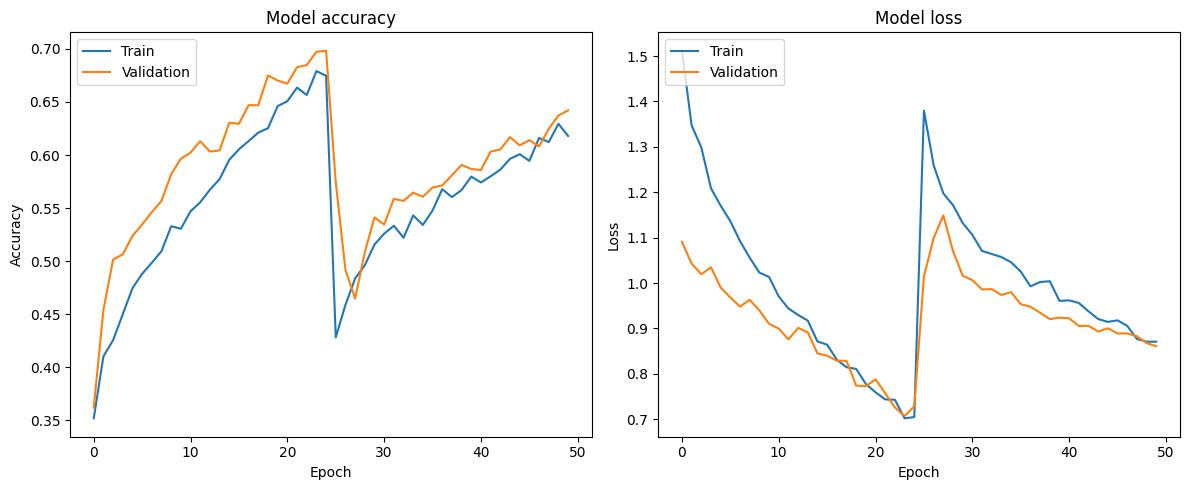 Model accuracy
Train
Validation
0.70
0.65
0.60
0.55
0.50
0.45
0.40
0.35
Accuracy
0 10 20 30 40 50
Epoch
Model loss
Train
Validation
1.5
1.4
1.3
1.2
1.1
1.0
0.9
0.8
0.7
Loss
0 10 20 30 40 50
Epoch